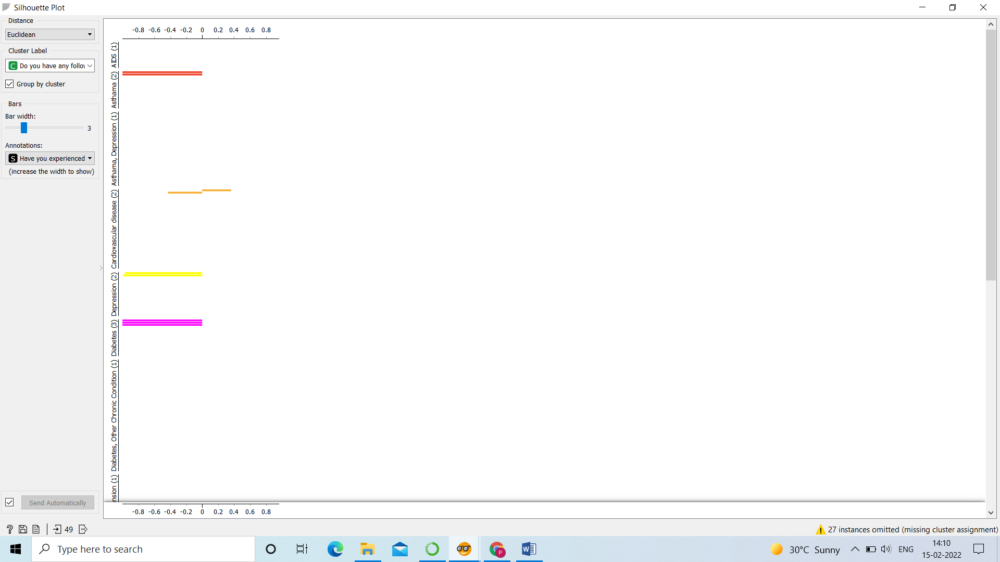 Silhouette Plot
Distance
Euclidean
Cluster Label
C Do you have any follov
Group by cluster
Bars
Bar width:
3
Annotations:
S Have you experienced
(increase the width to show)
Send Automatically
-0.8 -0.6 -0.4 -0.2 0 0.2 0.4 0.6 0.8
AIDS (1)
Asthama (2)
Asthama, Depression (1)
Cardiovascular disease (2)
Depression (2)
Diabetes (3)
Diabetes, Other Chronic Condition (1)
nsion (1)
-0.8 -0.6 -0.4 -0.2 0 0.2 0.4 0.6 0.8
? 49
27 instances omitted (missing cluster assignment)
Type here to search
P
W
30°C Sunny
ENG
14:10
15-02-2022